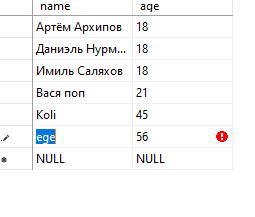 name age
Артём Архипов 18
Даниэль Нурм... 18
Имиль Саляхов 18
Вася поп 21
Koli 45
ege 56
NULL NULL